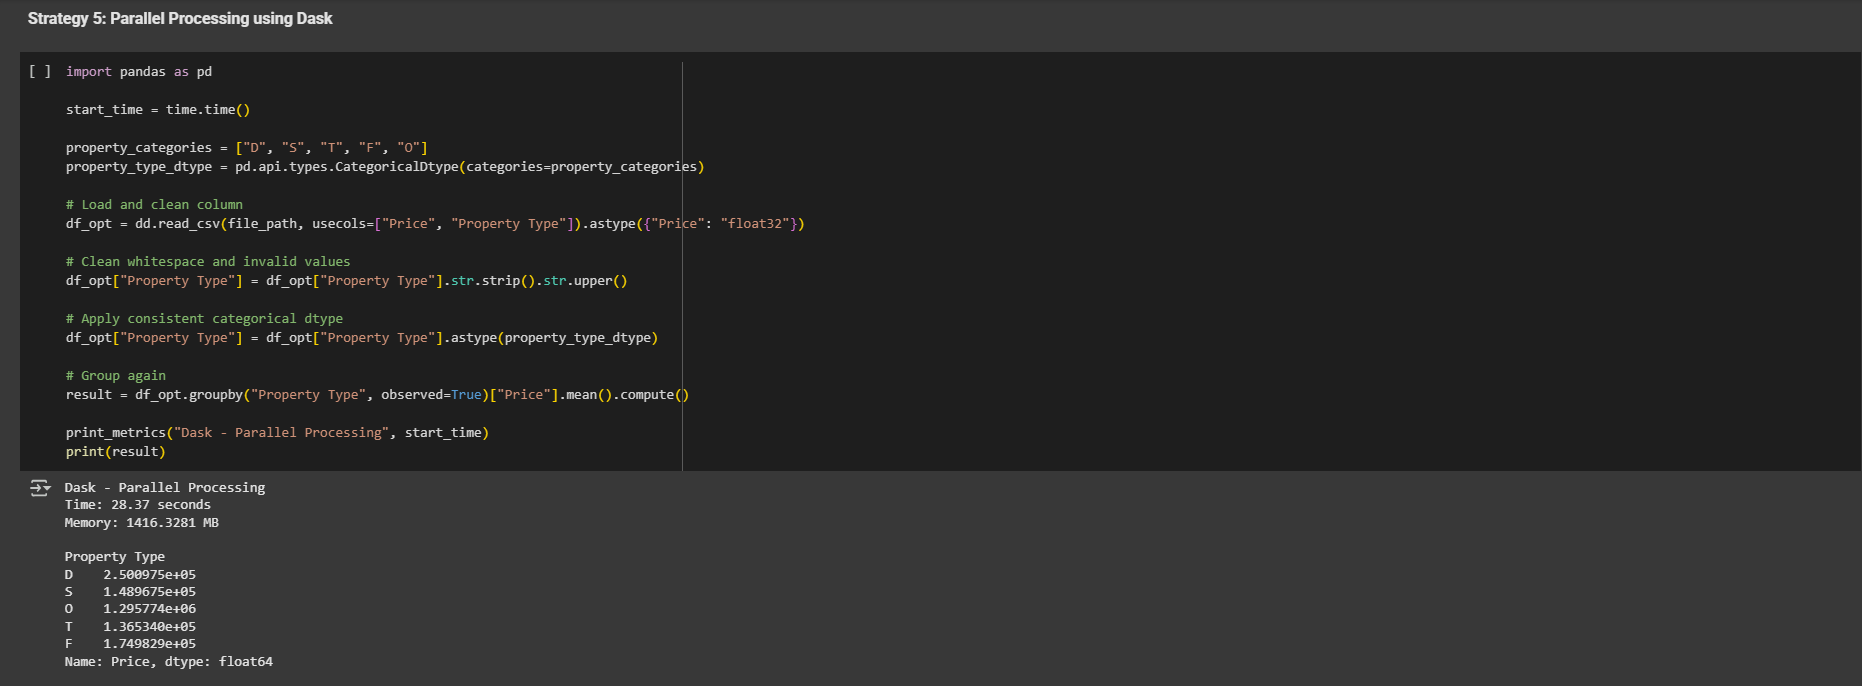 Strategy 5: Parallel Processing using Dask
[ ] import pandas as pd
start_time = time.time()
property_categories = ["D", "S", "T", "F", "O"]
property_type_dtype = pd.api.types.CategoricalDtype(categories=property_categories)
# Load and clean column
df_opt = dd.read_csv(file_path, usecols=["Price", "Property Type"]).astype({"Price": "float32"})
# Clean whitespace and invalid values
df_opt["Property Type"] = df_opt["Property Type"].str.strip().str.upper()
# Apply consistent categorical dtype
df_opt["Property Type"] = df_opt["Property Type"].astype(property_type_dtype)
# Group again
result = df_opt.groupby("Property Type", observed=True)["Price"].mean().compute()
print_metrics("Dask - Parallel Processing", start_time)
print(result)
Dask - Parallel Processing
Time: 28.37 seconds
Memory: 1416.3281 MB
Property Type
D    2.500975e+05
S    1.489675e+05
O    1.295774e+06
T    1.365340e+05
F    1.749829e+05
Name: Price, dtype: float64